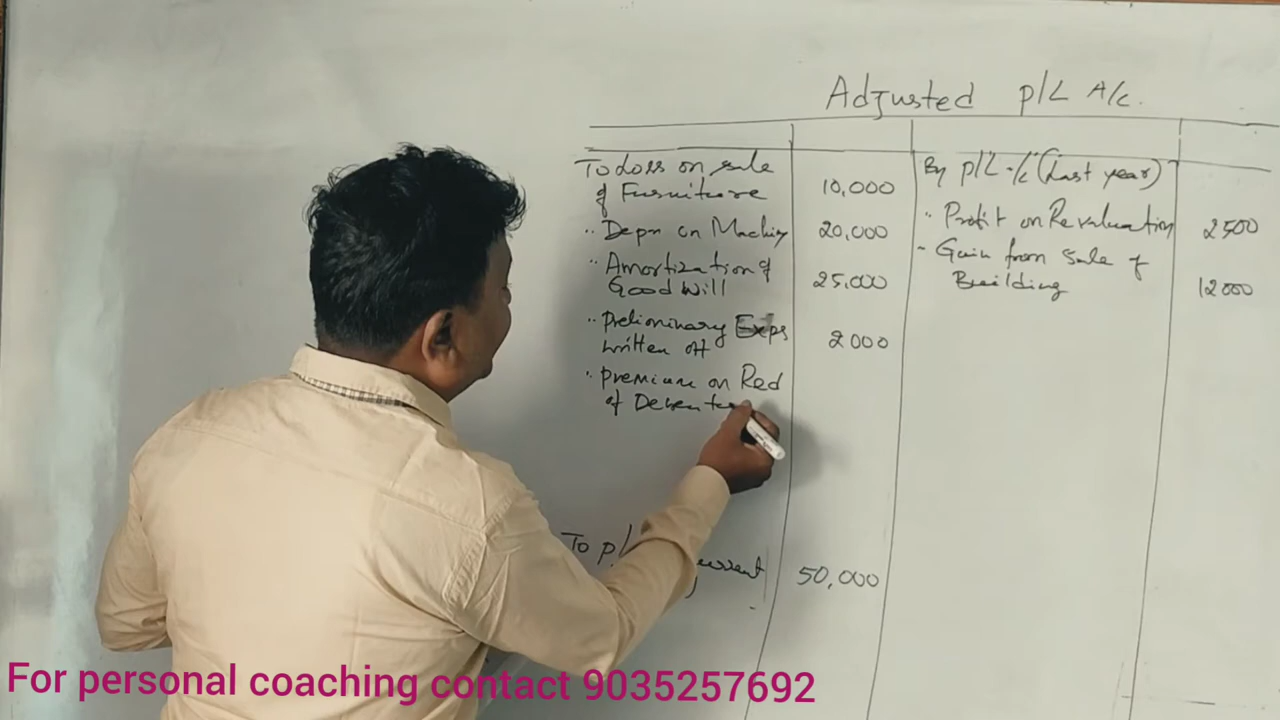 Adjusted P/L A/c.
To Loss on sale
of Furniture 10,000
" Depn on Machiny 20,000
" Amortization of
Good Will 25,000
" Preliminary Exps
written off 2000
" Premium on Red
of Debentu
To P/L
50,000
By P/L A/c (Last year)
" Profit on Revaluation 2500
" Gain from sale of
Building 12000
For personal coaching contact 9035257692